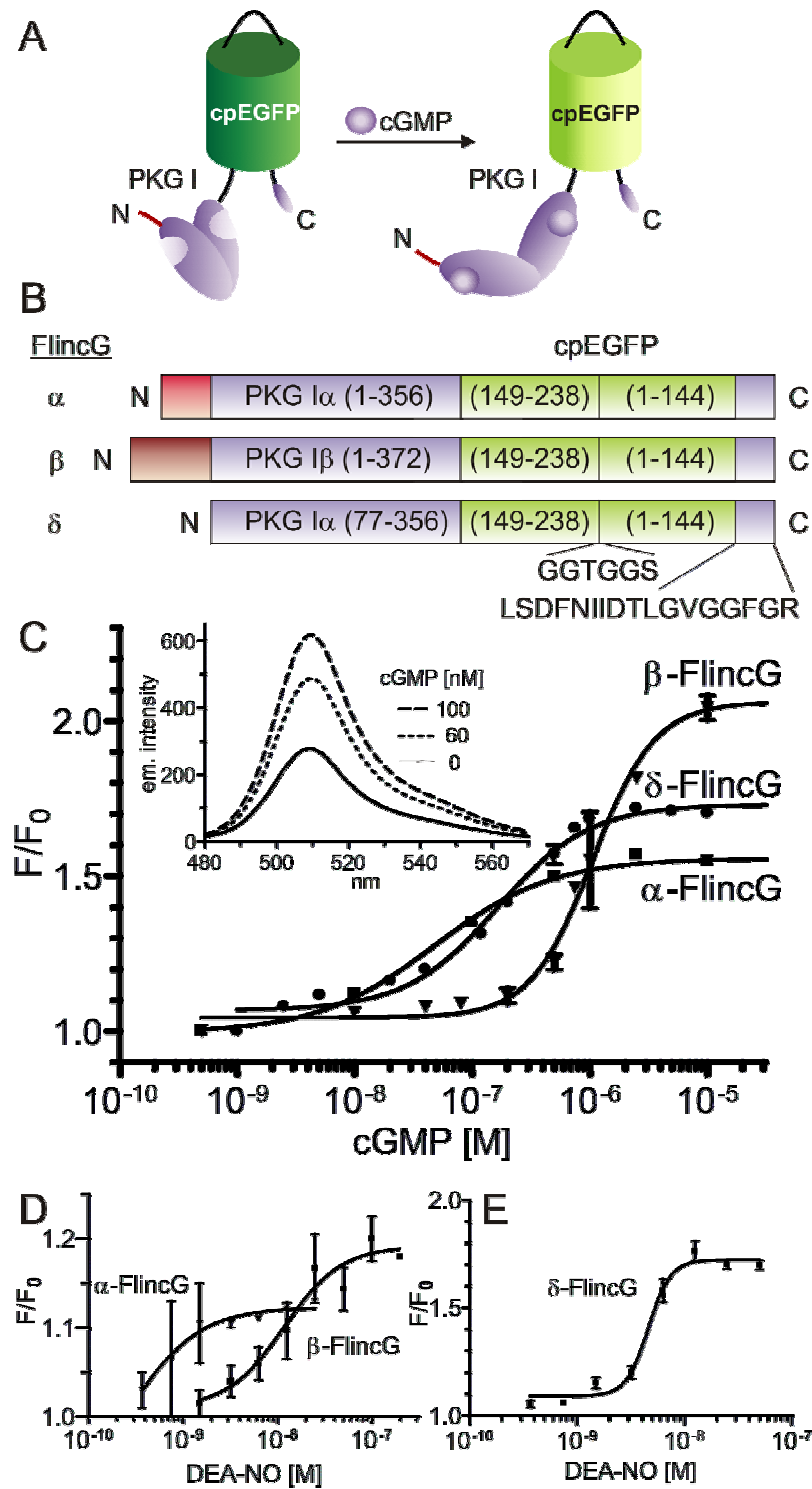 A
cpEGFP
cGMP
cpEGFP
PKG I
PKG I
N
C
N
C
B
FlincG
cpEGFP
α N PKG Iα (1-356) (149-238) (1-144) C
β N PKG Iβ (1-372) (149-238) (1-144)
δ N PKG Iα (77-356) (149-238) (1-144) C
GGTGGS
LSDFNIIDTLGVGGFGR
C
600
400
200
0
em. intensity
480 500 520 540 560
nm
cGMP [nM]
100
60
0
β-FlincG
δ-FlincG
α-FlincG
2.0
1.5
1.0
F/F0
10-10 10-9 10-8 10-7 10-6 10-5
cGMP [M]
D
1.2
1.1
1.0
F/F0
α-FlincG
β-FlincG
10-10 10-9 10-8 10-7
DEA-NO [M]
E
2.0
1.5
1.0
F/F0
δ-FlincG
10-10 10-9 10-8 10-7
DEA-NO [M]